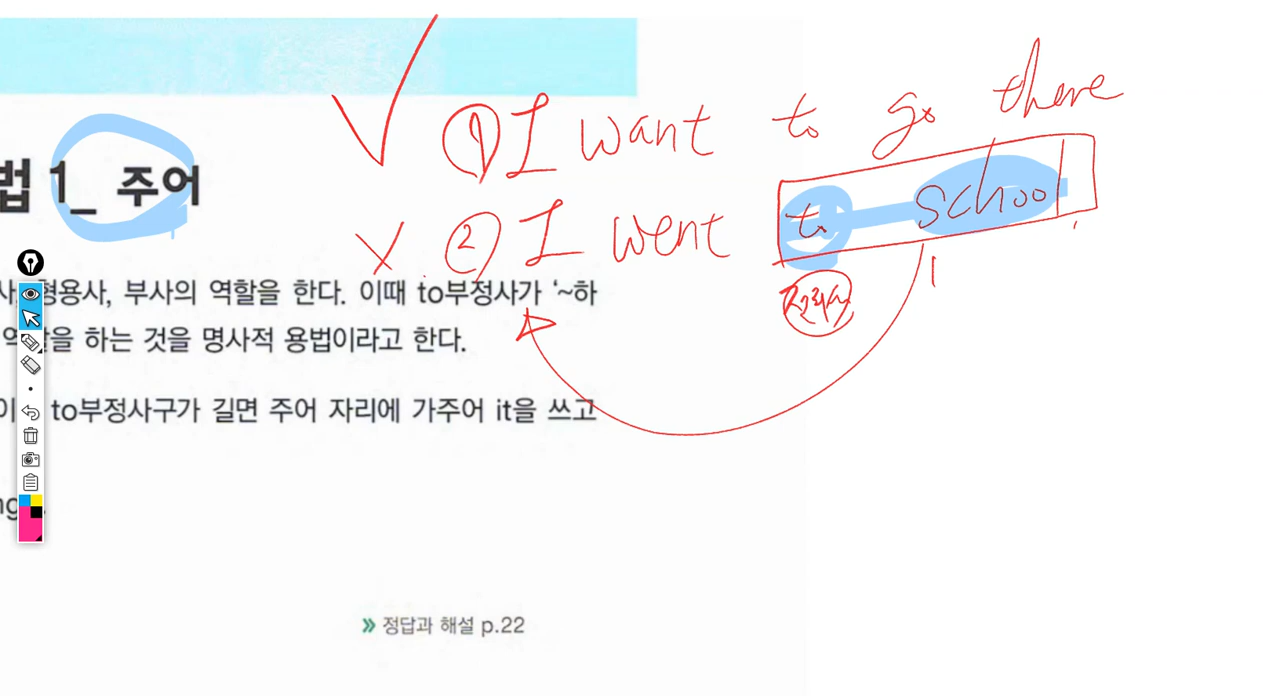 ① I want to go there
법 1_ 주어
② I went to school
전치사
사, 형용사, 부사의 역할을 한다. 이때 to부정사가 '~하
역할을 하는 것을 명사적 용법이라고 한다.
to부정사구가 길면 주어 자리에 가주어 it을 쓰고
정답과 해설 p.22